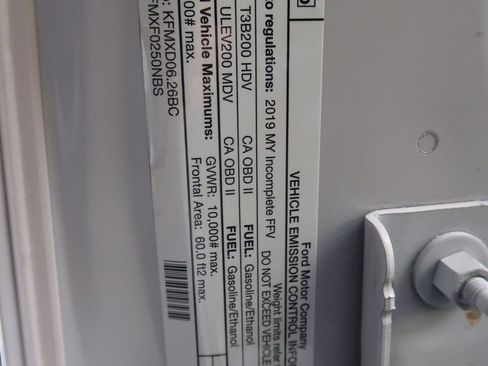 D
Ford Motor Company
VEHICLE EMISSION CONTROL INFO
Weight limits refer
to regulations: 2019 MY Incomplete FFV DO NOT EXCEED VEHICLE
T3B200 HDV CA OBD II FUEL: Gasoline/Ethanol
ULEV200 MDV CA OBD II FUEL: Gasoline/Ethanol
Vehicle Maximums: GVWR: 10,000# max.
00# max. Frontal Area: 60.0 ft2 max.
: KFMXD06.26BC
FMXF0250NBS